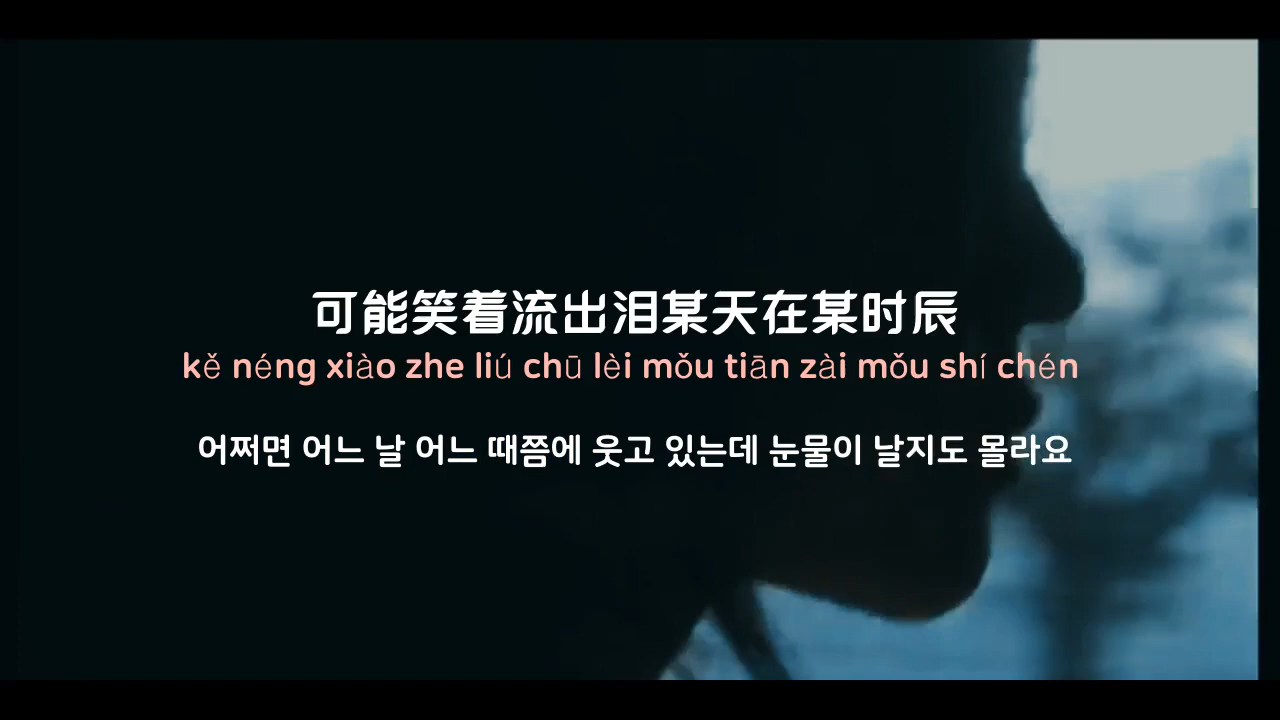 可能笑着流出泪某天在某时辰
kě néng xiào zhe liú chū lèi mǒu tiān zài mǒu shí chén
어쩌면 어느 날 어느 때쯤에 웃고 있는데 눈물이 날지도 몰라요